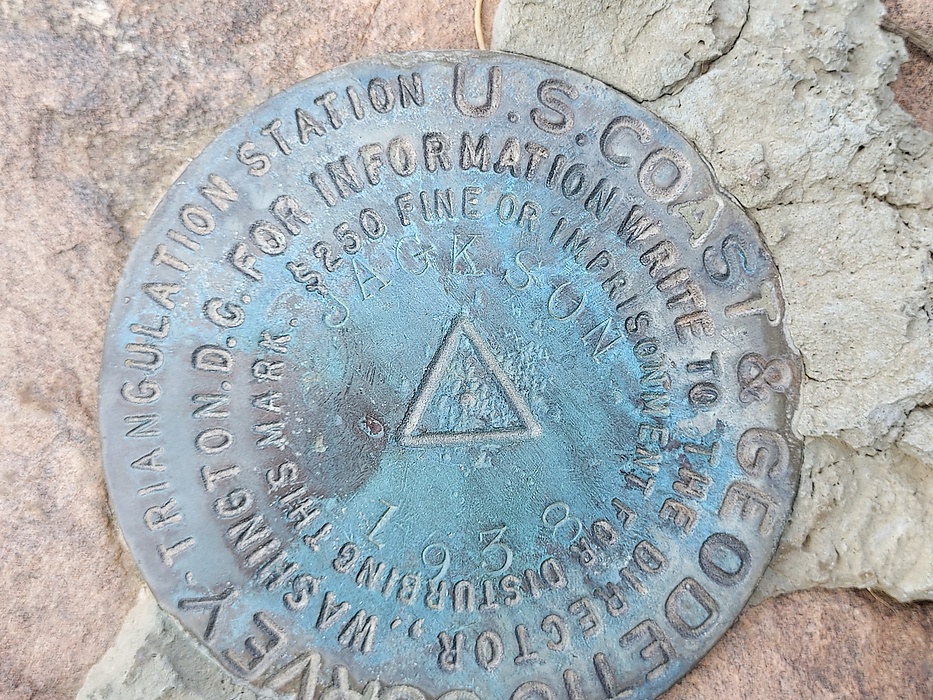 U.S. COAST & GEODETIC SURVEY
TRIANGULATION STATION
FOR INFORMATION WRITE TO THE DIRECTOR, WASHINGTON. D.C.
$250 FINE OR IMPRISONMENT FOR DISTURBING THIS MARK.
JACKSON
1938